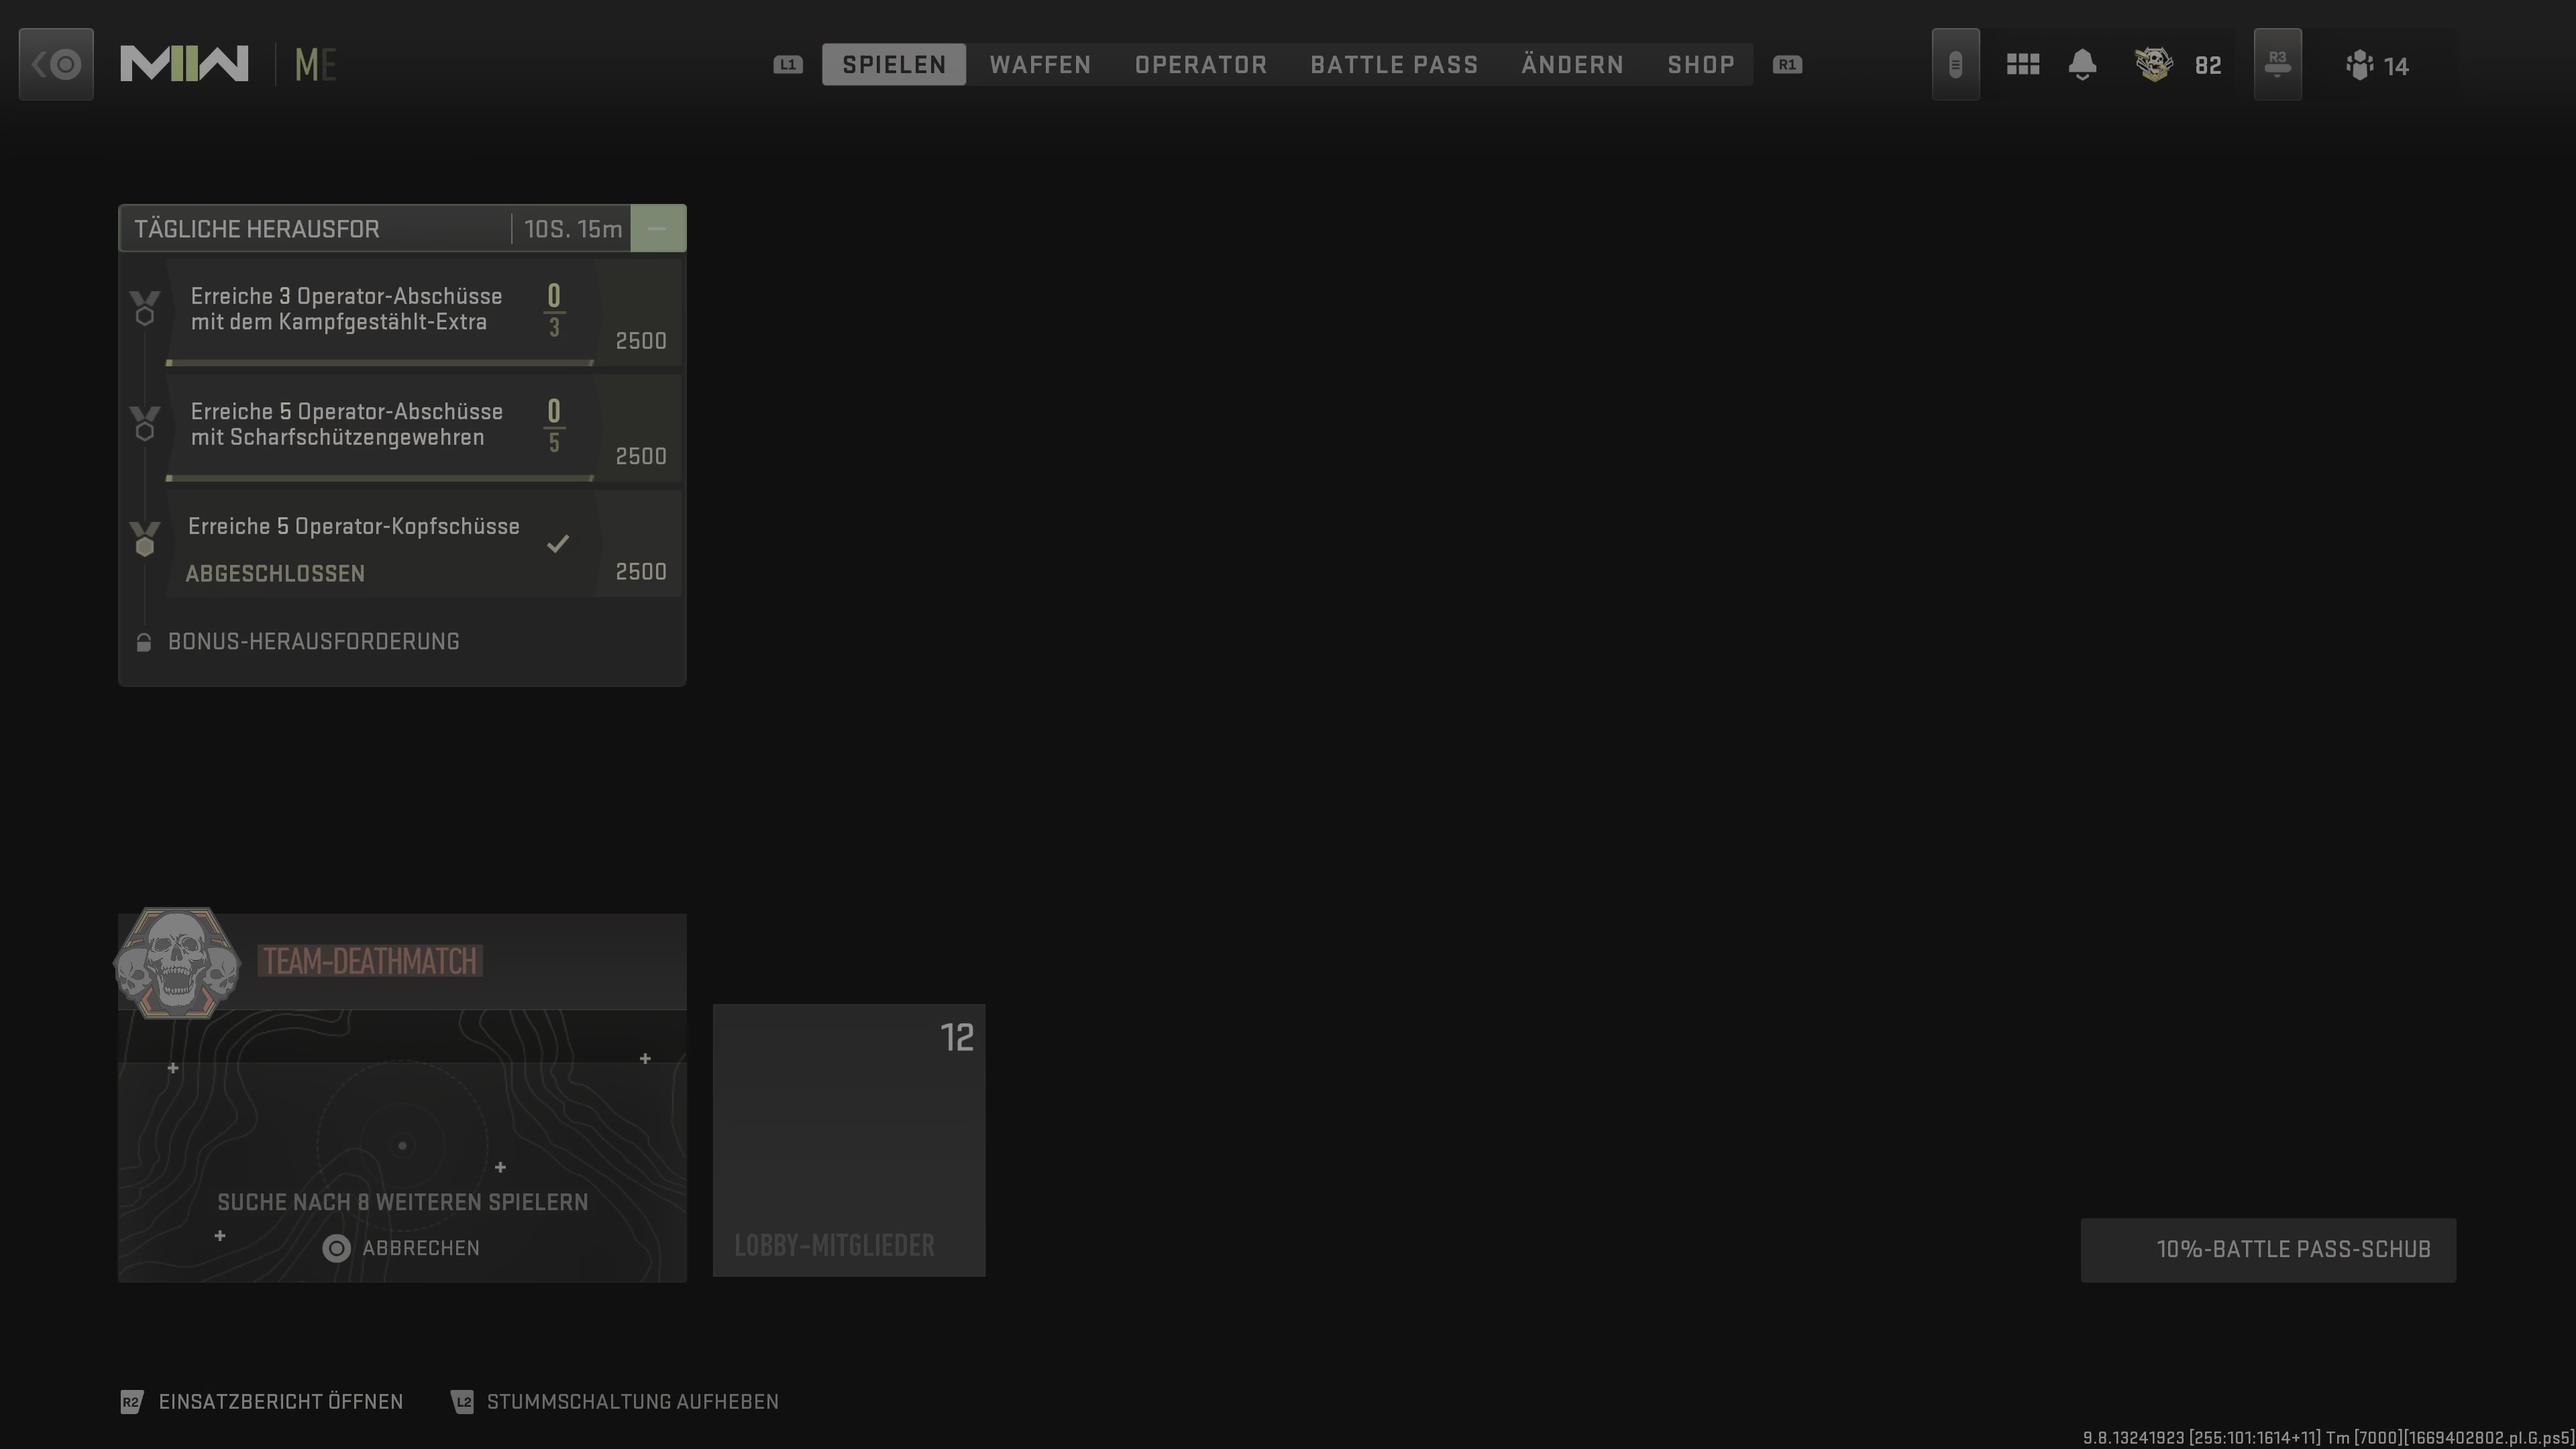 MIIW ME
L1 SPIELEN WAFFEN OPERATOR BATTLE PASS ÄNDERN SHOP R1
82 R3 14
TÄGLICHE HERAUSFOR 10S. 15m
Erreiche 3 Operator-Abschüsse
mit dem Kampfgestählt-Extra
0
3
2500
Erreiche 5 Operator-Abschüsse
mit Scharfschützengewehren
0
5
2500
Erreiche 5 Operator-Kopfschüsse
ABGESCHLOSSEN
2500
BONUS-HERAUSFORDERUNG
TEAM-DEATHMATCH
SUCHE NACH 8 WEITEREN SPIELERN
ABBRECHEN
12
LOBBY-MITGLIEDER
10%-BATTLE PASS-SCHUB
R2 EINSATZBERICHT ÖFFNEN L2 STUMMSCHALTUNG AUFHEBEN
9.8.13241923 [255:101:1614+11] Tm [7000][1669402802.pl.G.ps5]